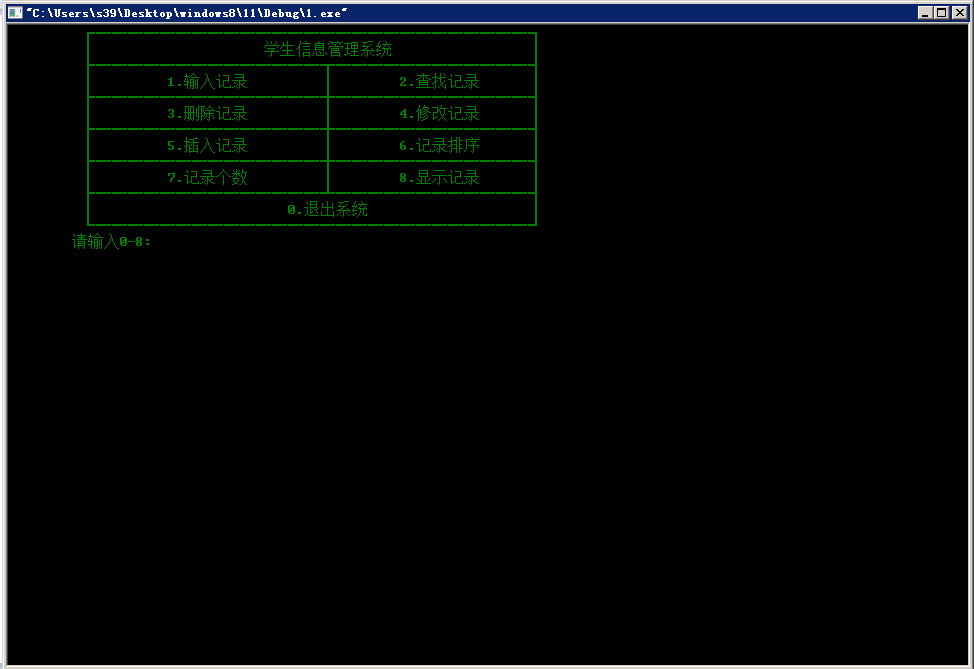 "C:\Users\s39\Desktop\windows8\11\Debug\1.exe"
学生信息管理系统
1.输入记录 2.查找记录
3.删除记录 4.修改记录
5.插入记录 6.记录排序
7.记录个数 8.显示记录
0.退出系统
请输入0-8: